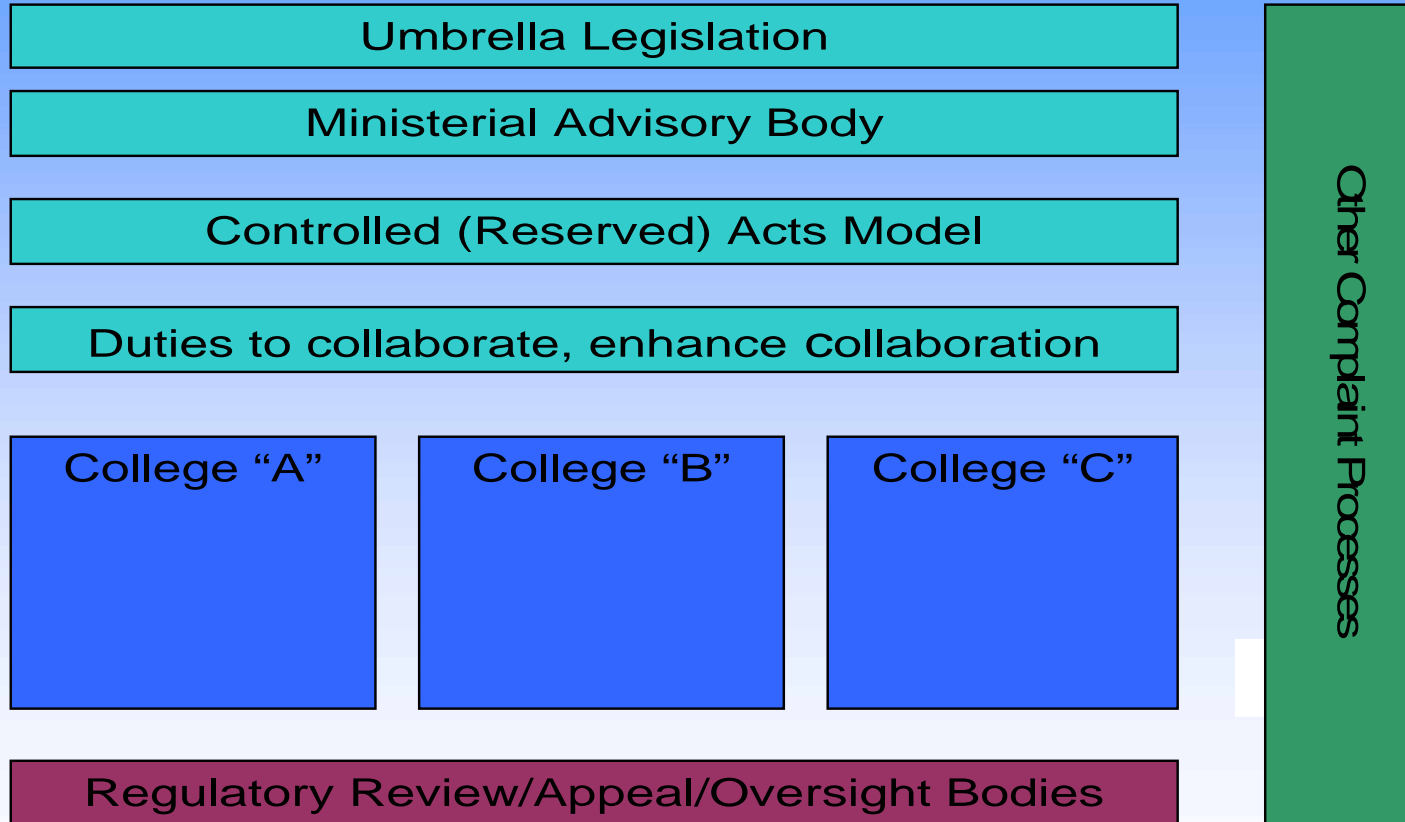 Umbrella Legislation
Ministerial Advisory Body
Controlled (Reserved) Acts Model
Duties to collaborate, enhance collaboration
College “A”
College “B”
College “C”
Regulatory Review/Appeal/Oversight Bodies
Other Complaint Processes